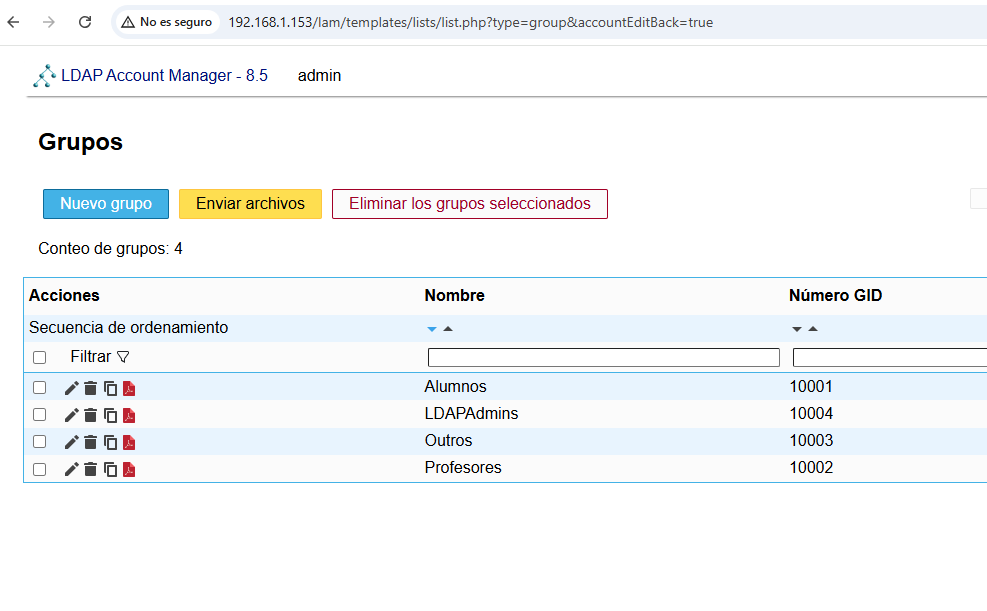 No es seguro 192.168.1.153/lam/templates/lists/list.php?type=group&accountEditBack=true
LDAP Account Manager - 8.5 admin
Grupos
Nuevo grupo Enviar archivos Eliminar los grupos seleccionados
Conteo de grupos: 4
Acciones Nombre Número GID
Secuencia de ordenamiento
Filtrar
Alumnos 10001
LDAPAdmins 10004
Outros 10003
Profesores 10002